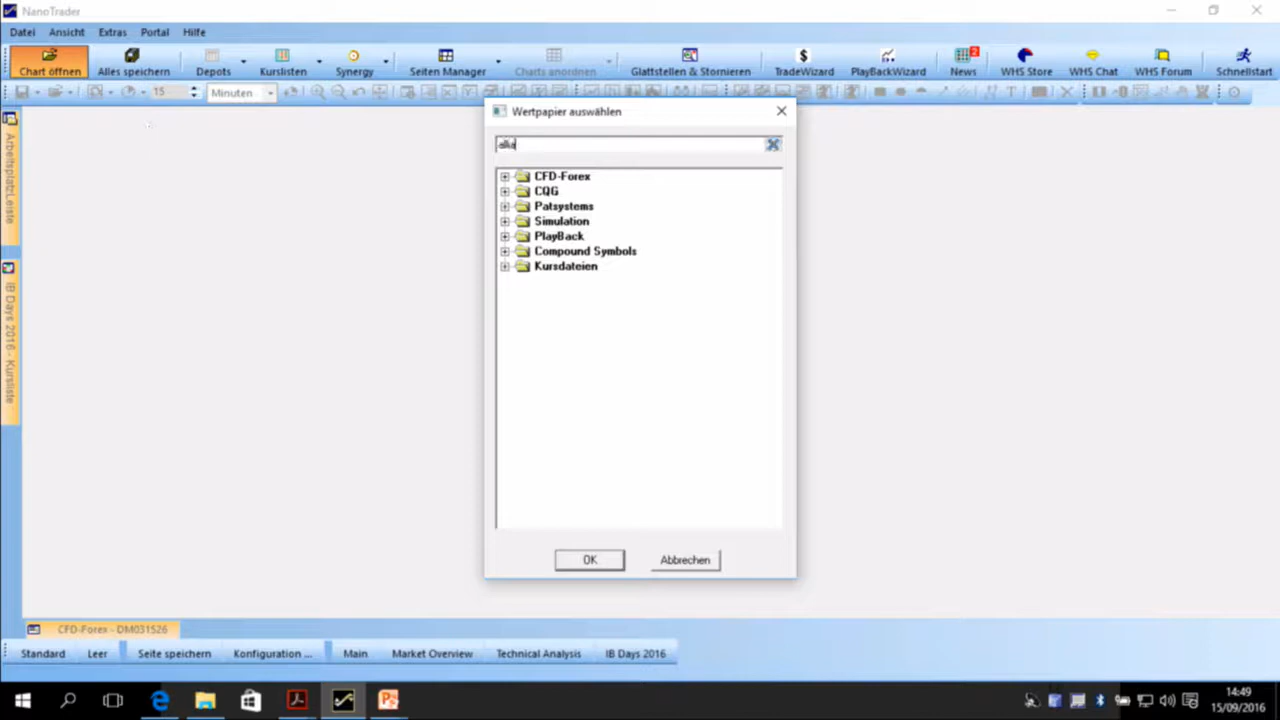 NanoTrader
Datei Ansicht Extras Portal Hilfe
Chart öffnen Alles speichern Depots Kurslisten Synergy Seiten Manager Charts anordnen Glattstellen & Stornieren TradeWizard PlayBackWizard News 2 WHS Store WHS Chat WHS Forum Schnellstart
15 Minuten
Wertpapier auswählen
ArbeitsplatzLeiste
IB Days 2016 - Kursliste
CFD-Forex
CQG
Patsystems
Simulation
PlayBack
Compound Symbols
Kursdateien
OK Abbrechen
CFD-Forex - DM031526
Standard Leer Seite speichern Konfiguration ... Main Market Overview Technical Analysis IB Days 2016
14:49
15/09/2016